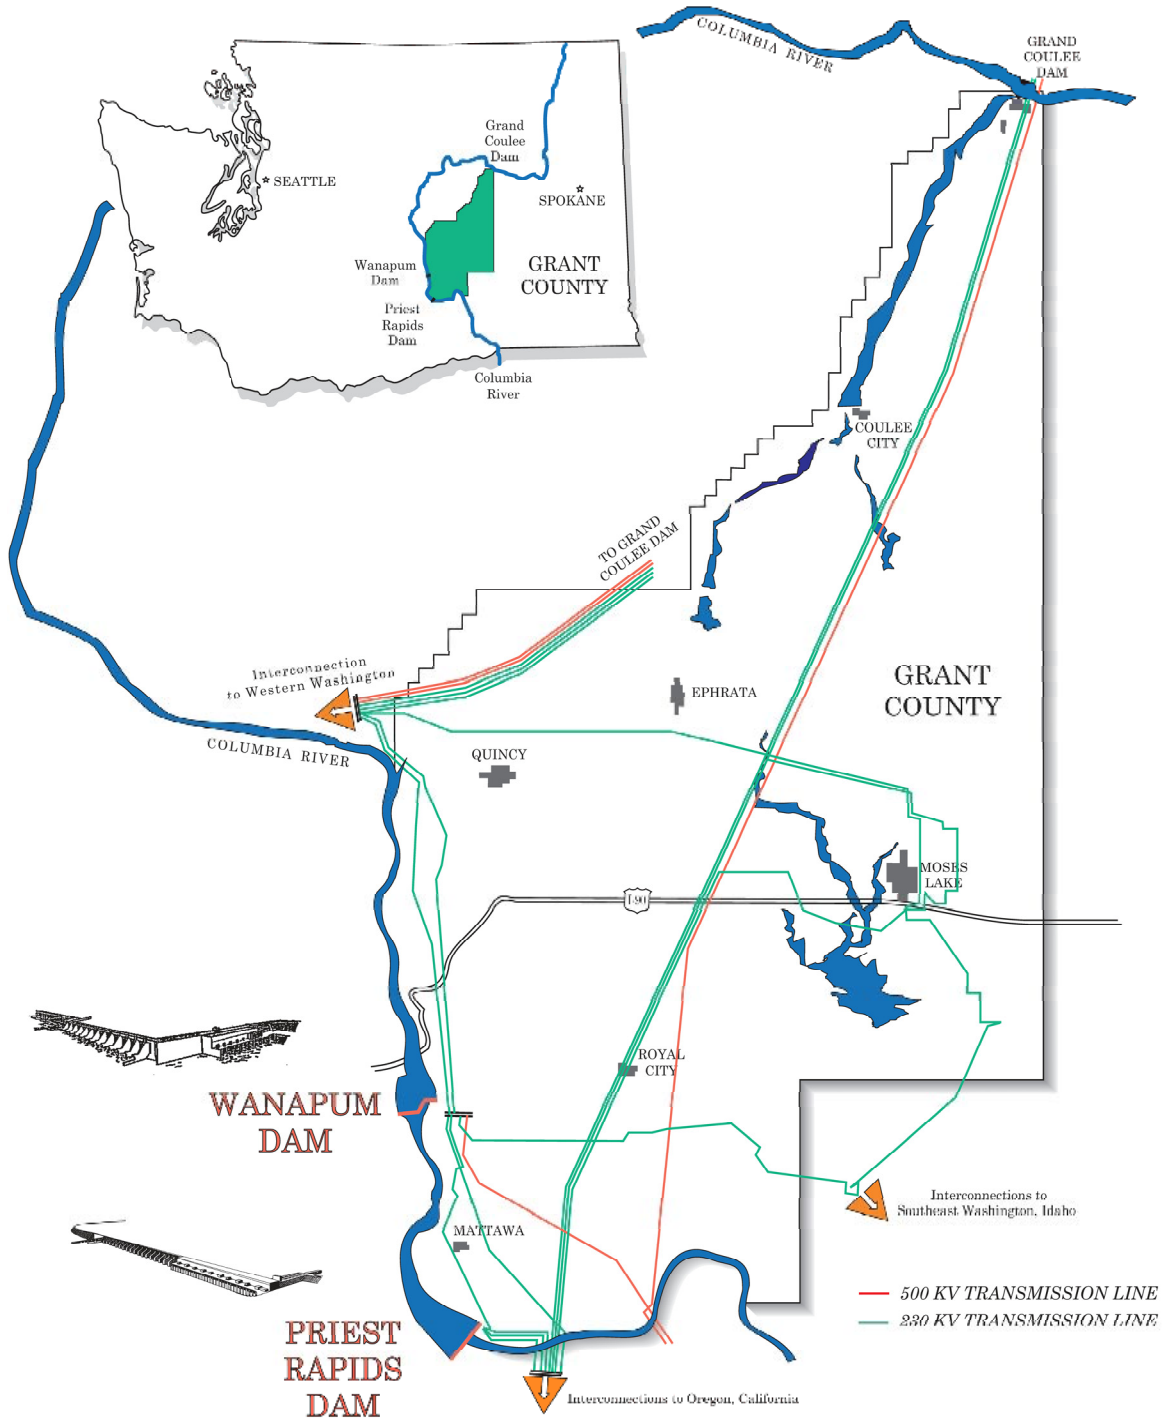 COLUMBIA RIVER
GRAND
COULEE
DAM
Grand
Coulee
Dam
SEATTLE
SPOKANE
Wanapum
Dam
GRANT
COUNTY
Priest
Rapids
Dam
Columbia
River
COULEE
CITY
TO GRAND
COULEE DAM
Interconnection
to Western Washington
GRANT
COUNTY
EPHRATA
COLUMBIA RIVER
QUINCY
MOSES
LAKE
I-90
ROYAL
CITY
WANAPUM
DAM
Interconnections to
Southeast Washington, Idaho
MATTAWA
500 KV TRANSMISSION LINE
230 KV TRANSMISSION LINE
PRIEST
RAPIDS
DAM
Interconnections to Oregon, California